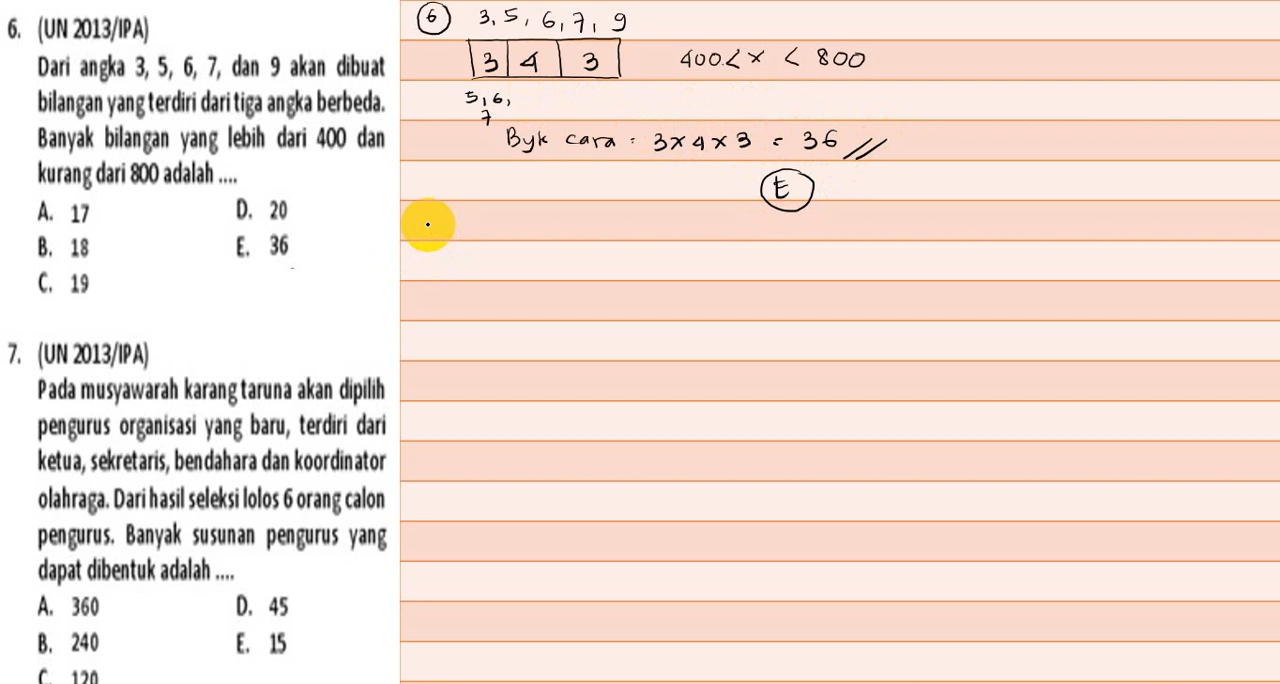 6. (UN 2013/IPA)
Dari angka 3, 5, 6, 7, dan 9 akan dibuat
bilangan yang terdiri dari tiga angka berbeda.
Banyak bilangan yang lebih dari 400 dan
kurang dari 800 adalah ....
A. 17 D. 20
B. 18 E. 36
C. 19
7. (UN 2013/IPA)
Pada musyawarah karang taruna akan dipilih
pengurus organisasi yang baru, terdiri dari
ketua, sekretaris, bendahara dan koordinator
olahraga. Dari hasil seleksi lolos 6 orang calon
pengurus. Banyak susunan pengurus yang
dapat dibentuk adalah ....
A. 360 D. 45
B. 240 E. 15
C. 120
6 3, 5, 6, 7, 9
3 4 3 400 < x < 800
5, 6,
7
Byk cara : 3 x 4 x 3 = 36 //
E